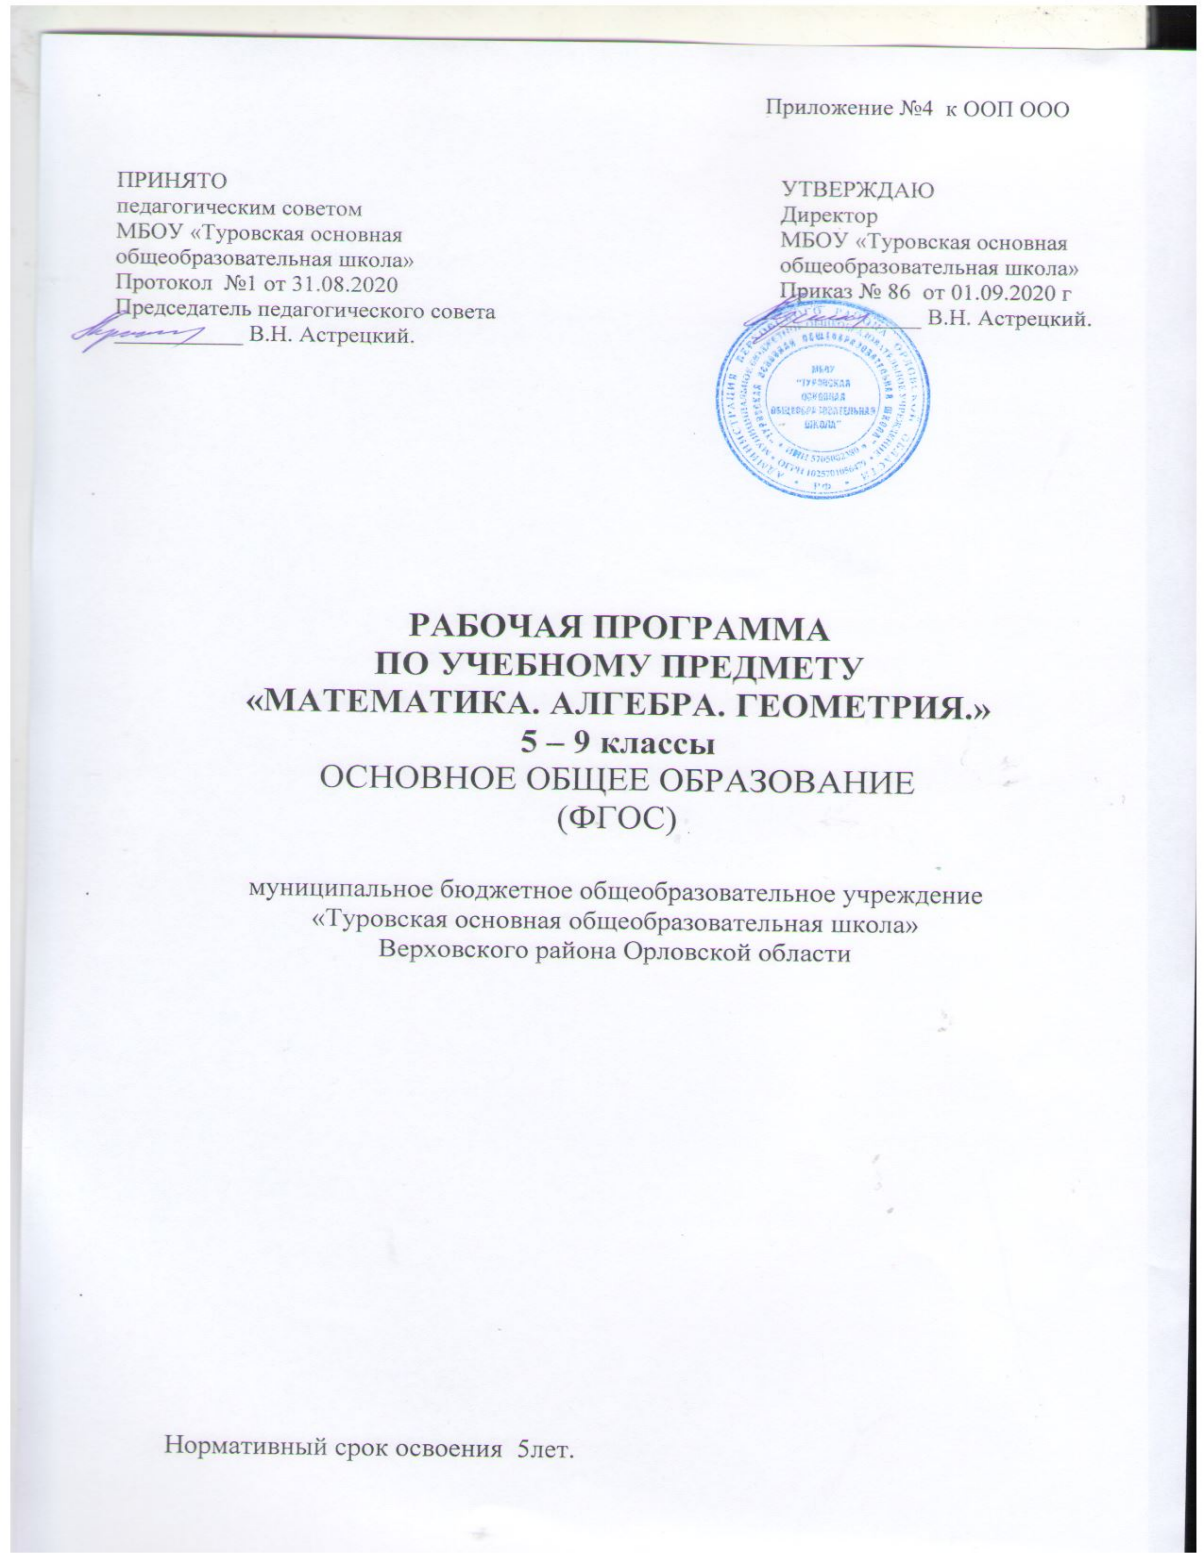 Приложение №4 к ООП ООО
ПРИНЯТО
педагогическим советом
МБОУ «Туровская основная
общеобразовательная школа»
Протокол №1 от 31.08.2020
Председатель педагогического совета
___________ В.Н. Астрецкий.
УТВЕРЖДАЮ
Директор
МБОУ «Туровская основная
общеобразовательная школа»
Приказ № 86 от 01.09.2020 г
____________ В.Н. Астрецкий.
МБОУ
"ТУРОВСКАЯ
ОСНОВНАЯ
ОБЩЕОБРАЗОВАТЕЛЬНАЯ
ШКОЛА"
РАБОЧАЯ ПРОГРАММА
ПО УЧЕБНОМУ ПРЕДМЕТУ
«МАТЕМАТИКА. АЛГЕБРА. ГЕОМЕТРИЯ.»
5 – 9 классы
ОСНОВНОЕ ОБЩЕЕ ОБРАЗОВАНИЕ
(ФГОС)
муниципальное бюджетное общеобразовательное учреждение
«Туровская основная общеобразовательная школа»
Верховского района Орловской области
Нормативный срок освоения 5лет.